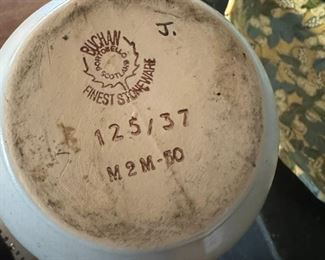 J.
BUCHAN
PORTOBELLO
SCOTLAND
FINEST STONEWARE
125/37
M2M-50